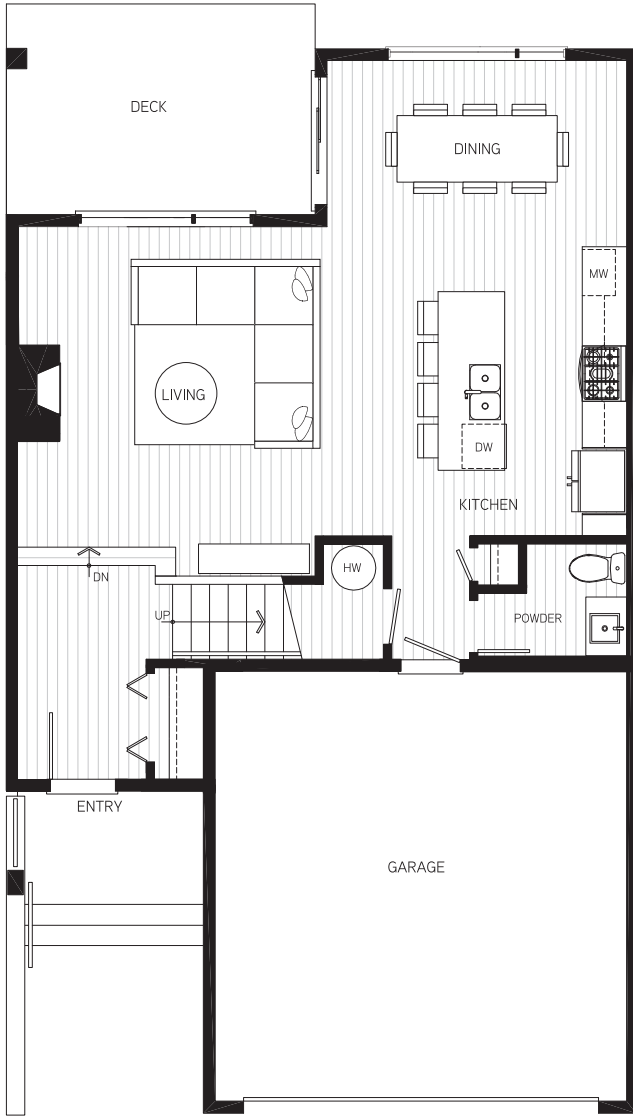 DECK
DINING
MW
LIVING
DW
KITCHEN
HW
DN
UP
POWDER
ENTRY
GARAGE